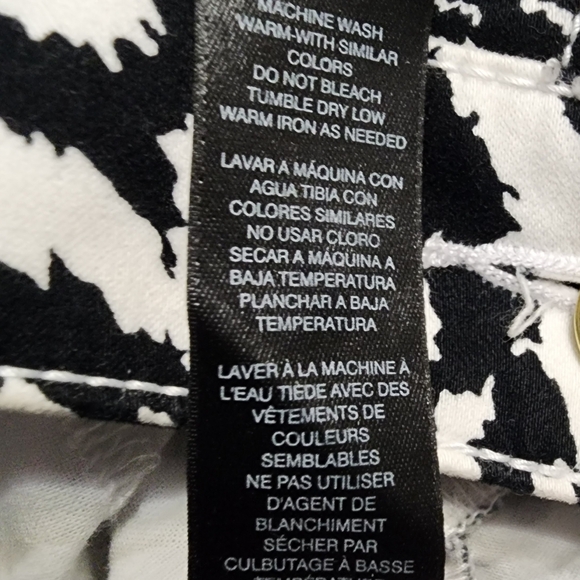 MACHINE WASH
WARM-WITH SIMILAR
COLORS
DO NOT BLEACH
TUMBLE DRY LOW
WARM IRON AS NEEDED
LAVAR A MÁQUINA CON
AGUA TIBIA CON
COLORES SIMILARES
NO USAR CLORO
SECAR A MÁQUINA A
BAJA TEMPERATURA
PLANCHAR A BAJA
TEMPERATURA
LAVER À LA MACHINE À
L'EAU TIÈDE AVEC DES
VÊTEMENTS DE
COULEURS
SEMBLABLES
NE PAS UTILISER
D'AGENT DE
BLANCHIMENT
SÉCHER PAR
CULBUTAGE À BASSE
TEMPÉRATURE